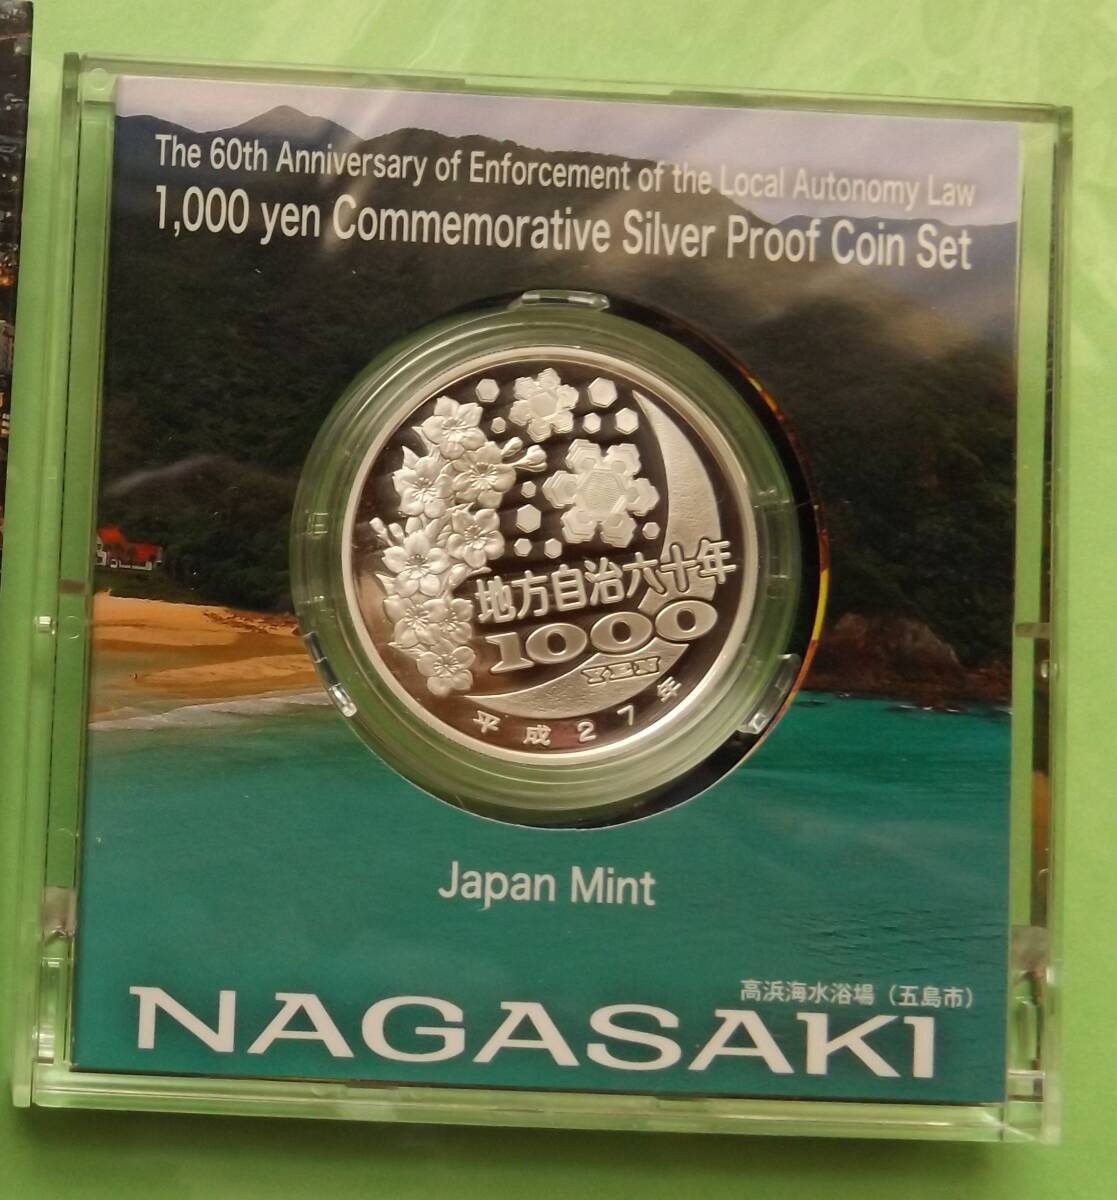 The 60th Anniversary of Enforcement of the Local Autonomy Law
1,000 yen Commemorative Silver Proof Coin Set
地方自治六十年
1000
YEN
平成27年
Japan Mint
高浜海水浴場（五島市）
NAGASAKI